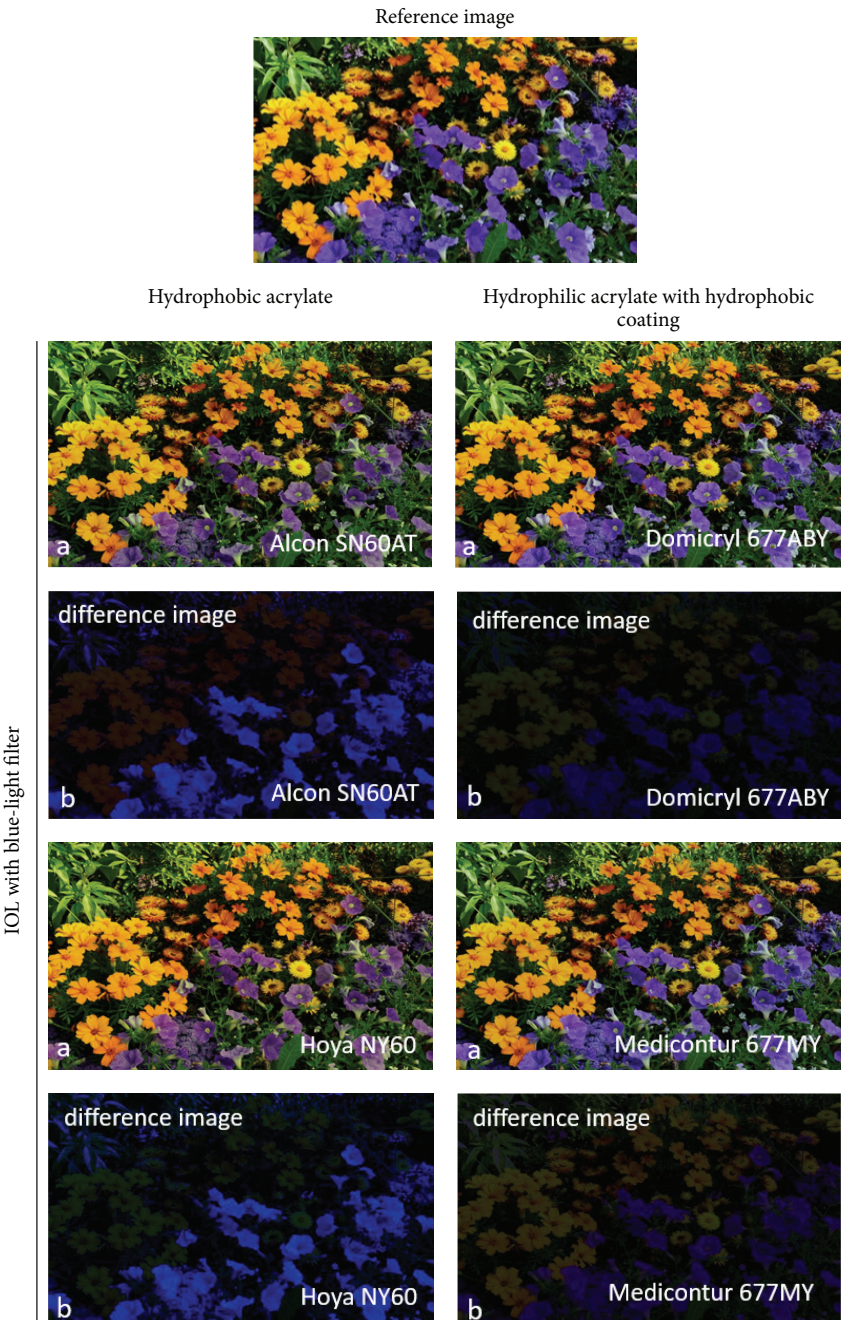 Reference image
Hydrophobic acrylate
Hydrophilic acrylate with hydrophobic
coating
IOL with blue-light filter
a
Alcon SN60AT
a
Domicryl 677ABY
difference image
b
Alcon SN60AT
difference image
b
Domicryl 677ABY
a
Hoya NY60
a
Medicontur 677MY
difference image
b
Hoya NY60
difference image
b
Medicontur 677MY